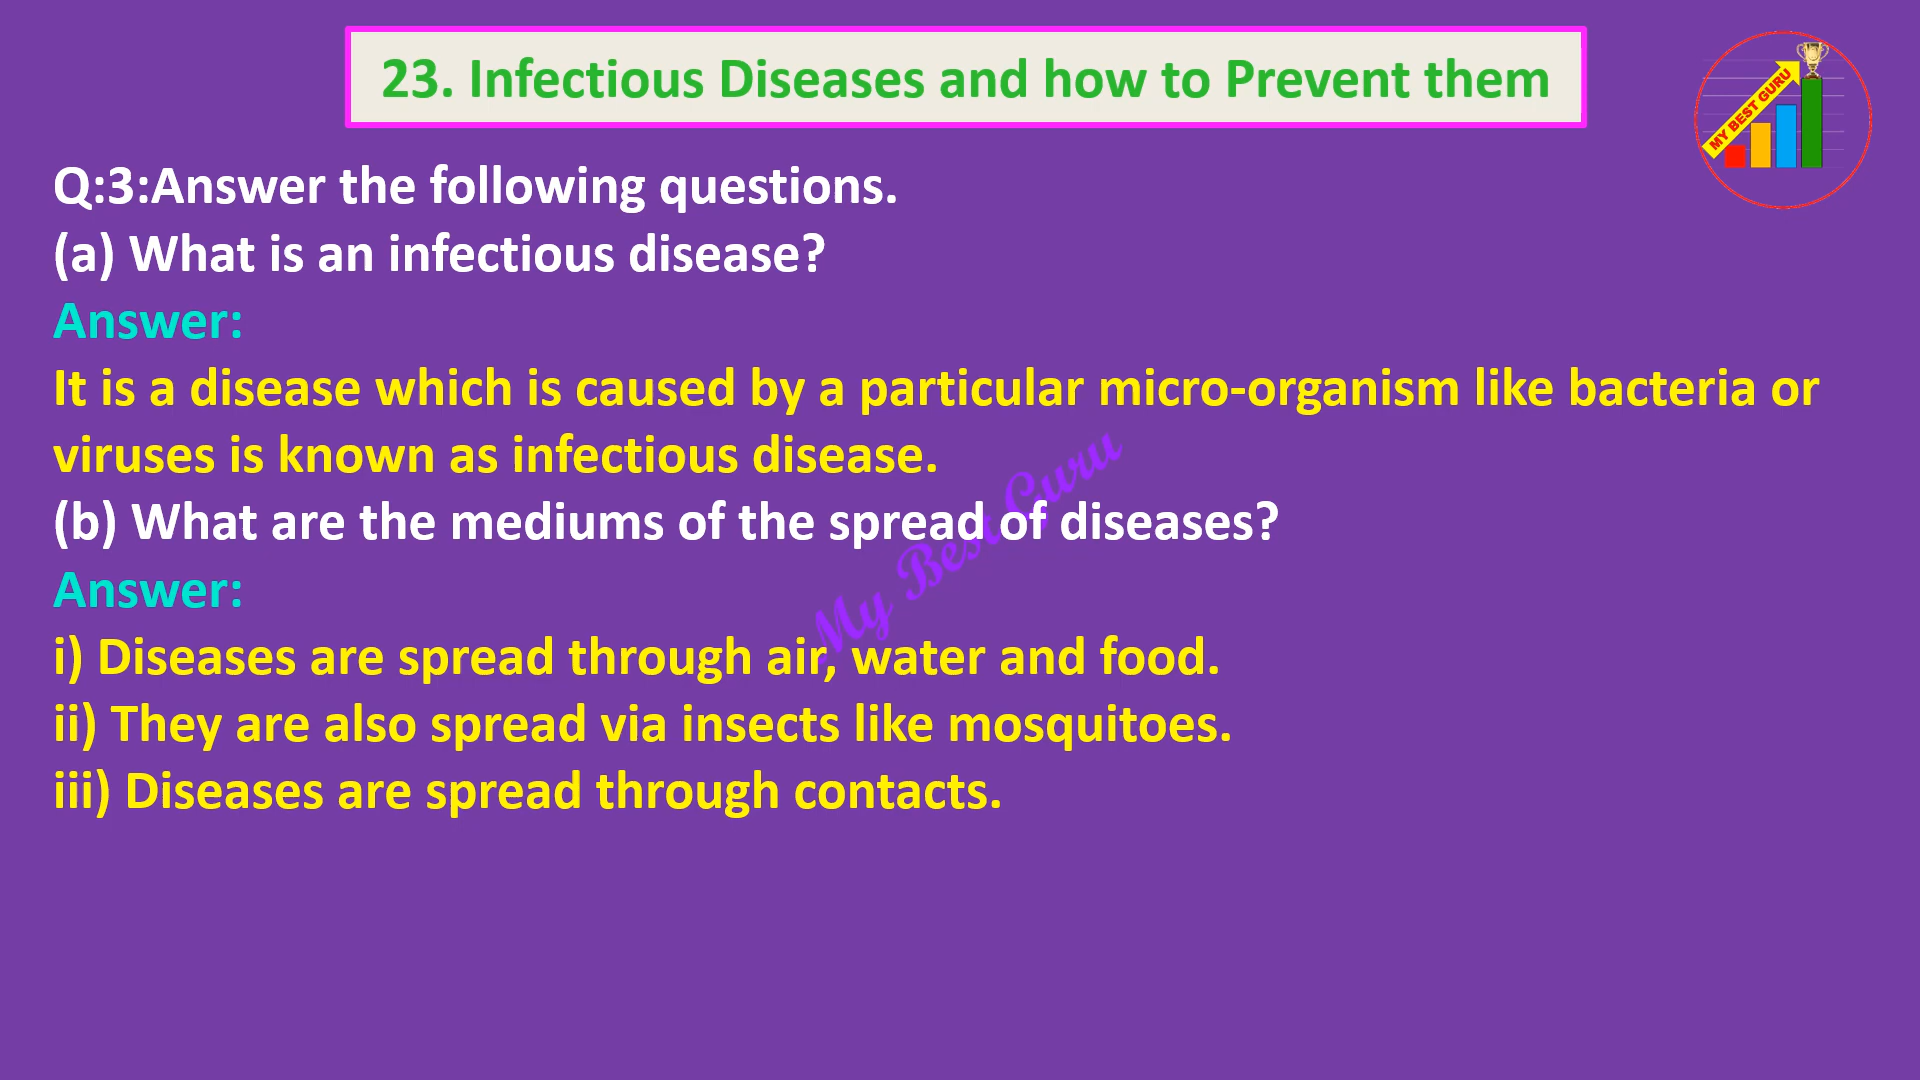 23. Infectious Diseases and how to Prevent them
MY BEST GURU
Q:3:Answer the following questions.
(a) What is an infectious disease?
Answer:
It is a disease which is caused by a particular micro-organism like bacteria or
viruses is known as infectious disease.
(b) What are the mediums of the spread of diseases?
Answer:
i) Diseases are spread through air, water and food.
ii) They are also spread via insects like mosquitoes.
iii) Diseases are spread through contacts.
My Best Guru